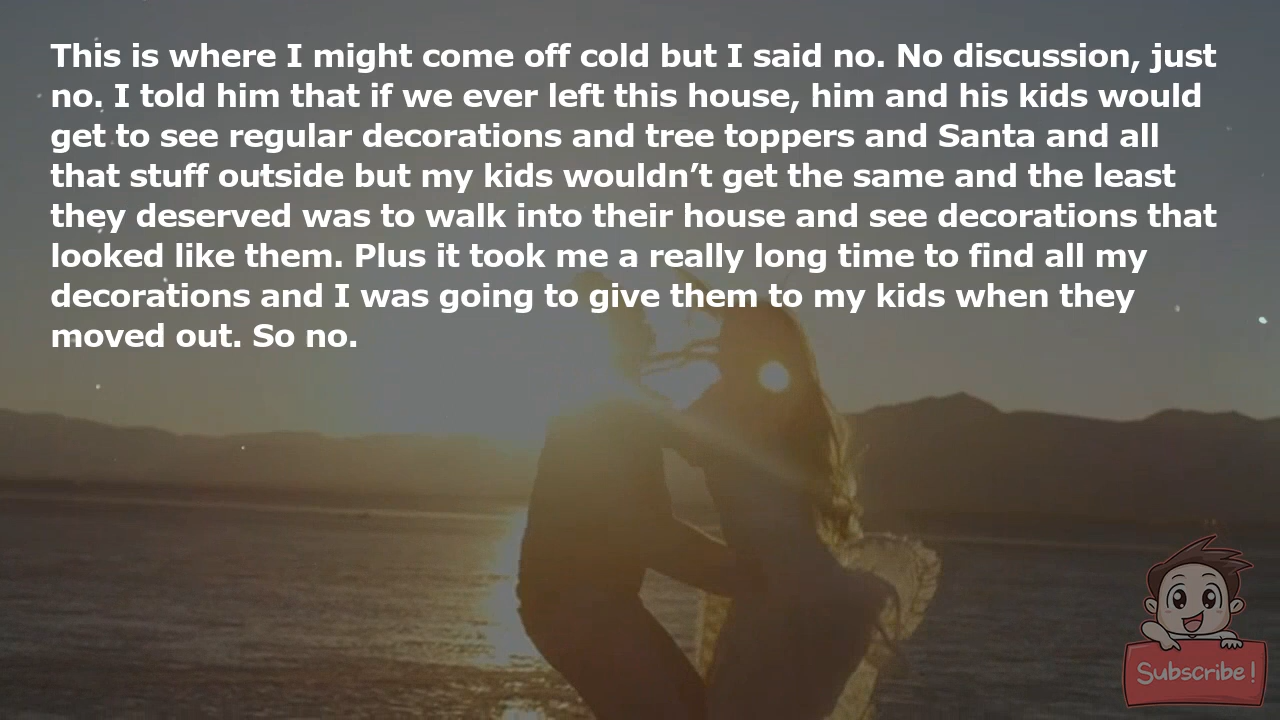 This is where I might come off cold but I said no. No discussion, just
no. I told him that if we ever left this house, him and his kids would
get to see regular decorations and tree toppers and Santa and all
that stuff outside but my kids wouldn’t get the same and the least
they deserved was to walk into their house and see decorations that
looked like them. Plus it took me a really long time to find all my
decorations and I was going to give them to my kids when they
moved out. So no.
Subscribe!